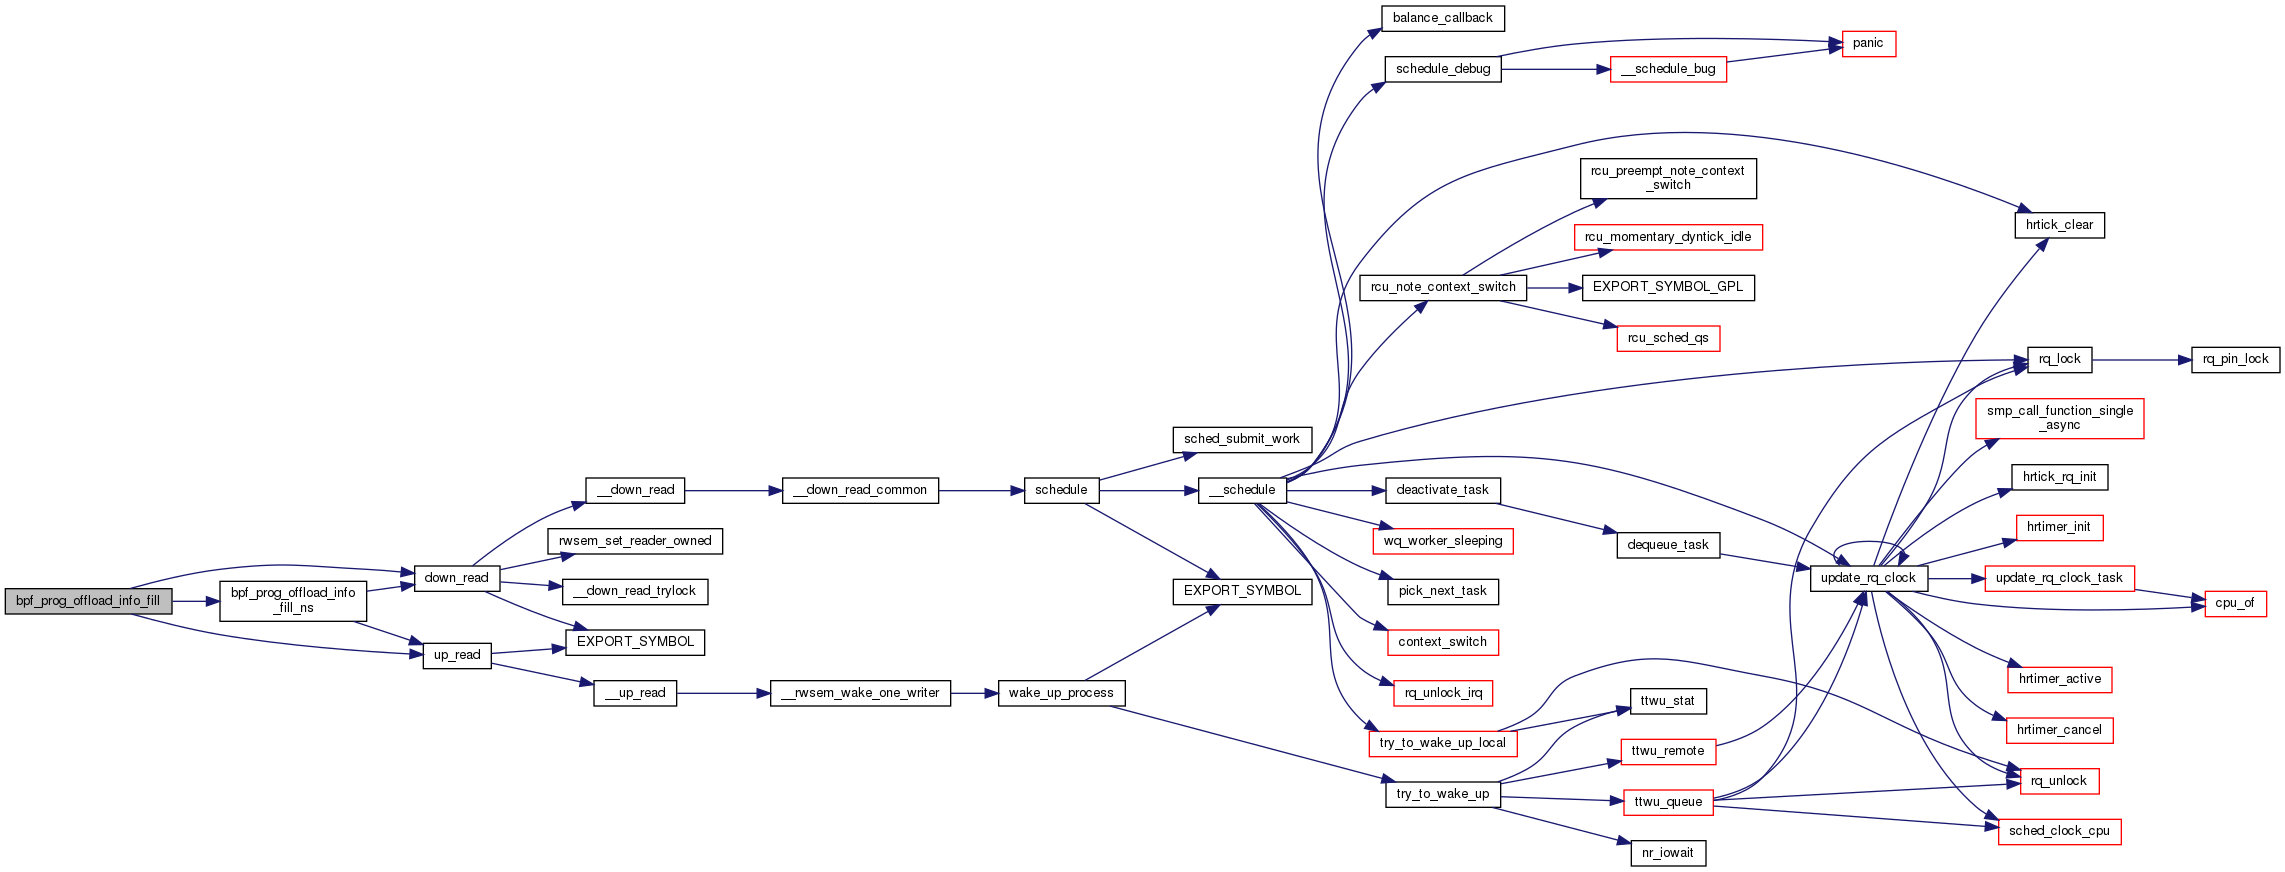 balance_callback
panic
schedule_debug
__schedule_bug
rcu_preempt_note_context
_switch
hrtick_clear
rcu_momentary_dyntick_idle
rcu_note_context_switch
EXPORT_SYMBOL_GPL
rcu_sched_qs
rq_lock
rq_pin_lock
smp_call_function_single
_async
sched_submit_work
hrtick_rq_init
__down_read
__down_read_common
schedule
__schedule
deactivate_task
hrtimer_init
rwsem_set_reader_owned
wq_worker_sleeping
dequeue_task
down_read
update_rq_clock
update_rq_clock_task
__down_read_trylock
EXPORT_SYMBOL
pick_next_task
bpf_prog_offload_info_fill
bpf_prog_offload_info
_fill_ns
cpu_of
EXPORT_SYMBOL
context_switch
up_read
hrtimer_active
__up_read
__rwsem_wake_one_writer
wake_up_process
rq_unlock_irq
ttwu_stat
hrtimer_cancel
try_to_wake_up_local
ttwu_remote
rq_unlock
try_to_wake_up
ttwu_queue
sched_clock_cpu
nr_iowait